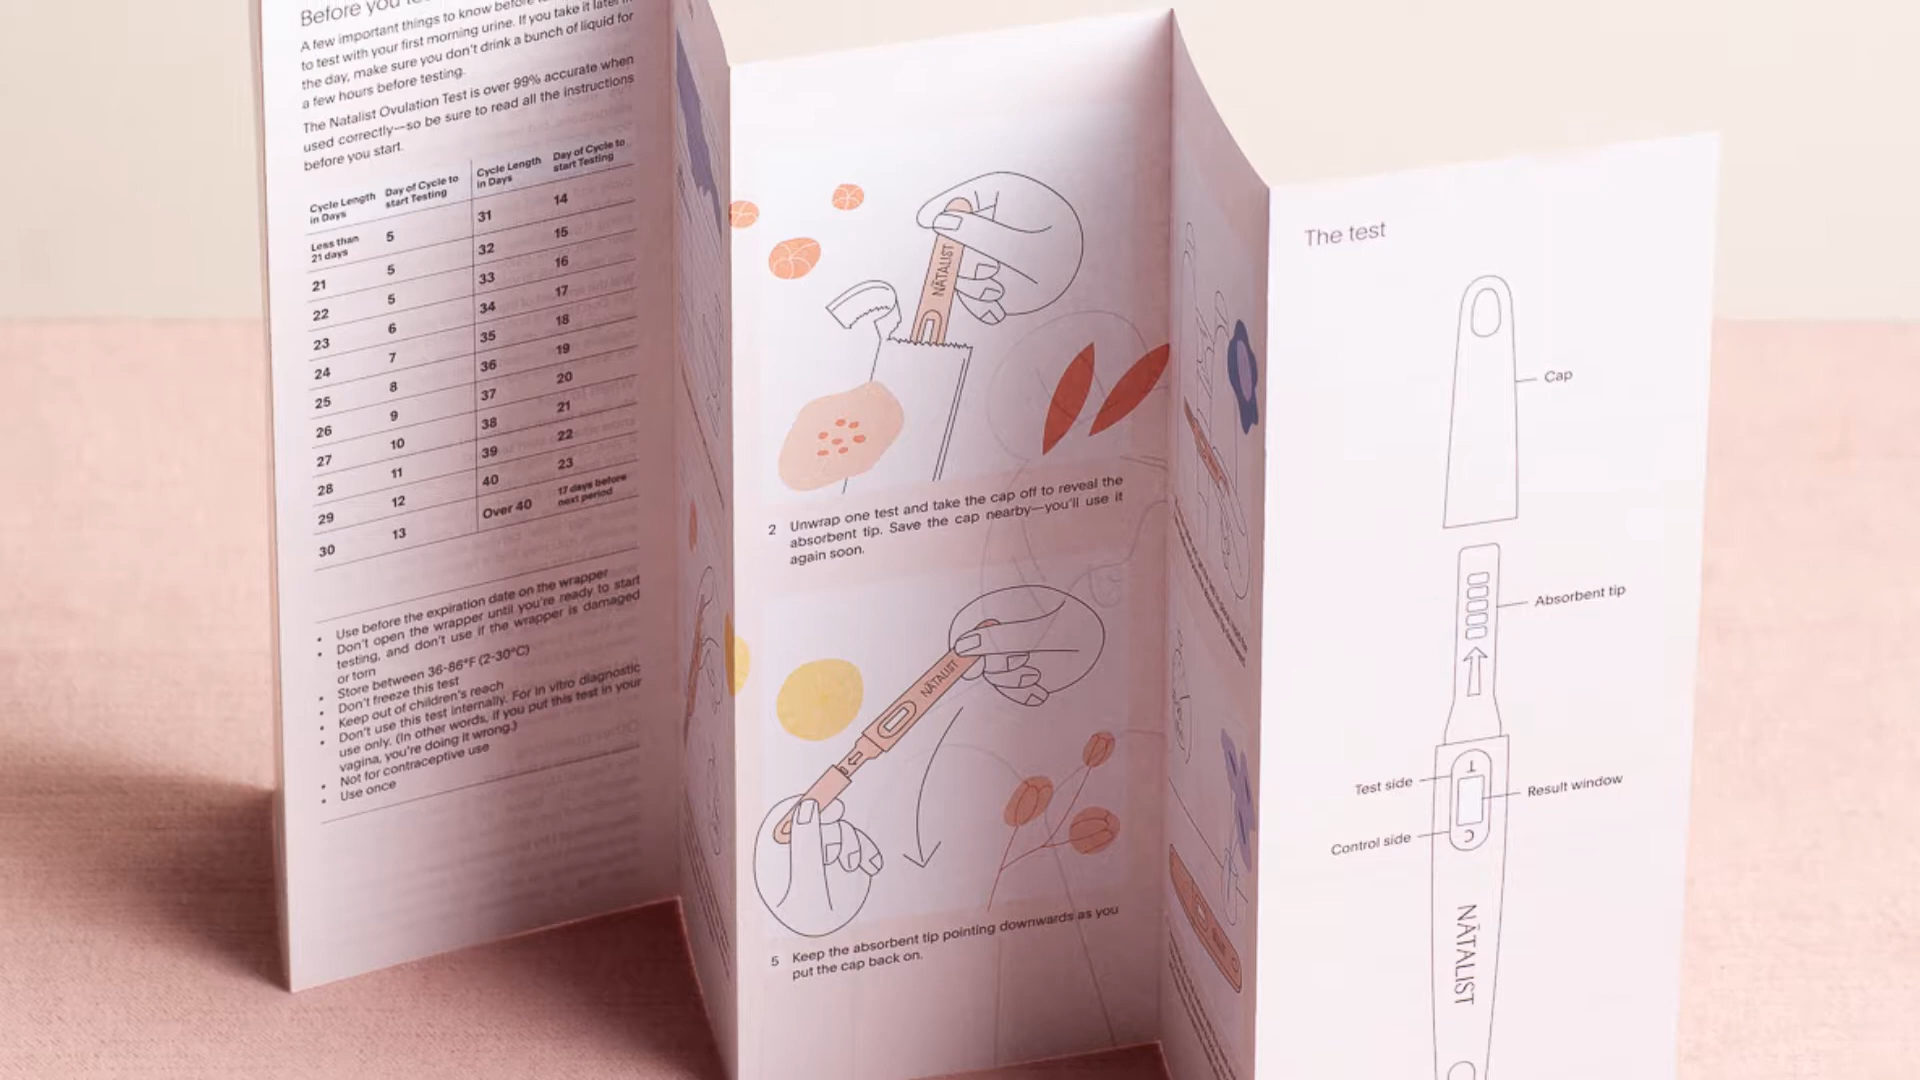 Before you
A few important things to know before
to test with your first morning urine. If you take it later in
the day, make sure you don't drink a bunch of liquid for
a few hours before testing.
The Natalist Ovulation Test is over 99% accurate when
used correctly—so be sure to read all the instructions
before you start.
Cycle Length in Days Day of Cycle to start Testing Cycle Length in Days Day of Cycle to start Testing
Less than 21 days 5 31 14
21 5 32 15
22 5 33 16
23 6 34 17
24 7 35 18
25 8 36 19
26 9 37 20
27 10 38 21
28 11 39 22
29 12 40 23
30 13 Over 40 17 days before next period
• Use before the expiration date on the wrapper
• Don't open the wrapper until you're ready to start
testing, and don't use if the wrapper is damaged
or torn
• Store between 36-86°F (2-30°C)
• Don't freeze this test
• Keep out of children's reach
• Don't use this test internally. For in vitro diagnostic
use only. (In other words, if you put this test in your
vagina, you're doing it wrong.)
• Not for contraceptive use
• Use once
NĀTALIST
2 Unwrap one test and take the cap off to reveal the
absorbent tip. Save the cap nearby—you'll use it
again soon.
NĀTALIST
5 Keep the absorbent tip pointing downwards as you
put the cap back on.
The test
Cap
Absorbent tip
T
Test side
Result window
Control side
C
NĀTALIST